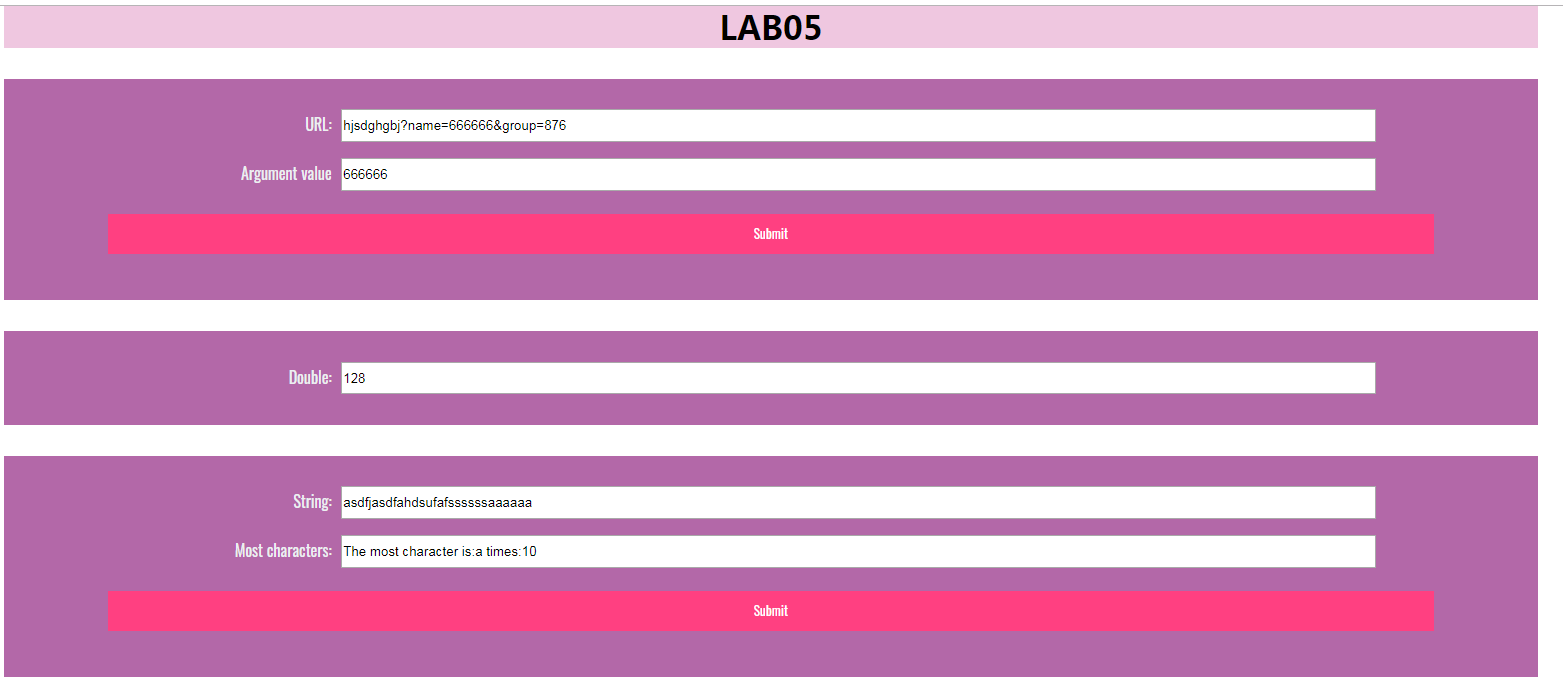 LAB05
URL: hjsdghgbj?name=666666&group=876
Argument value 666666
Submit
Double: 128
String: asdfjasdfahdsufafssssssaaaaaa
Most characters: The most character is:a times:10
Submit